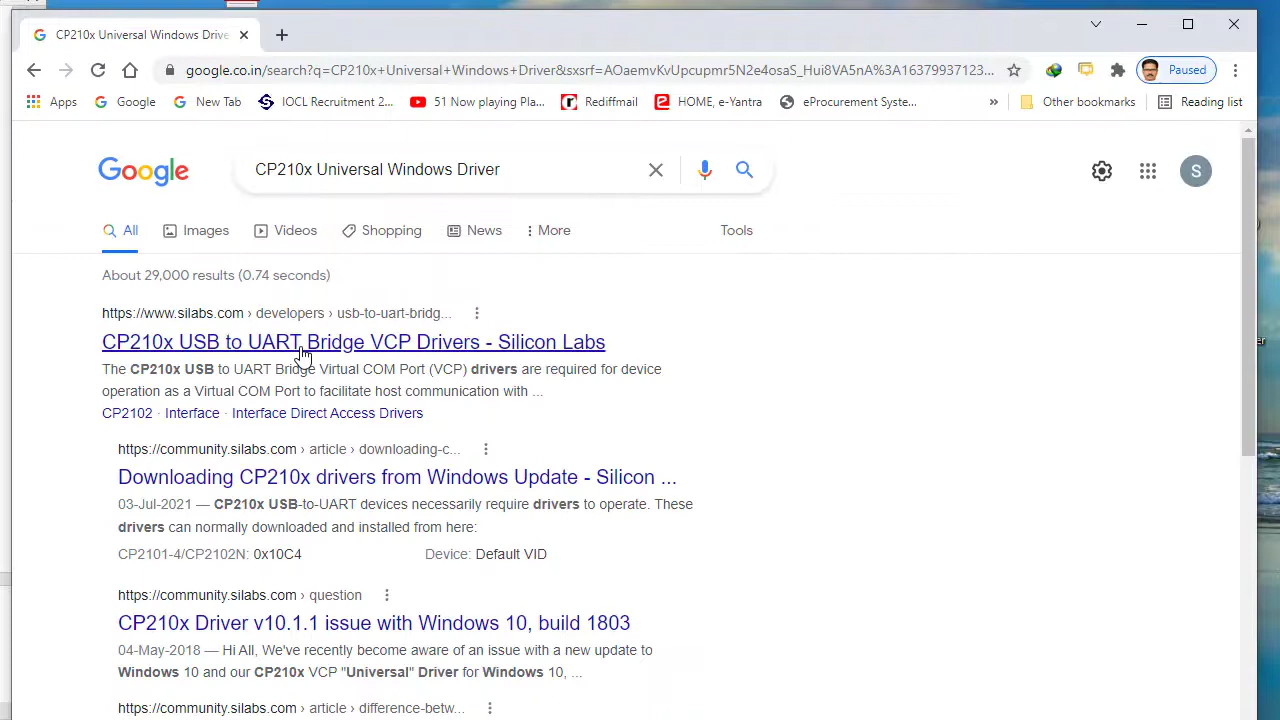 CP210x Universal Windows Drive
google.co.in/search?q=CP210x+Universal+Windows+Driver&sxsrf=AOaemvKvUpcupmr5N2e4osaS_Hui8VA5nA%2A16379937123...
Paused
Apps
Google
New Tab
IOCL Recruitment 2...
51 Now playing Pla...
Rediffmail
HOME, e-Yantra
eProcurement Syste...
»
Other bookmarks
Reading list
Google
CP210x Universal Windows Driver
S
All
Images
Videos
Shopping
News
More
Tools
About 29,000 results (0.74 seconds)
https://www.silabs.com › developers › usb-to-uart-bridg...
CP210x USB to UART Bridge VCP Drivers - Silicon Labs
The CP210x USB to UART Bridge Virtual COM Port (VCP) drivers are required for device
operation as a Virtual COM Port to facilitate host communication with ...
CP2102 · Interface · Interface Direct Access Drivers
https://community.silabs.com › article › downloading-c...
Downloading CP210x drivers from Windows Update - Silicon ...
03-Jul-2021 — CP210x USB-to-UART devices necessarily require drivers to operate. These
drivers can normally downloaded and installed from here:
CP2101-4/CP2102N: 0x10C4 Device: Default VID
https://community.silabs.com › question
CP210x Driver v10.1.1 issue with Windows 10, build 1803
04-May-2018 — Hi All, We've recently become aware of an issue with a new update to
Windows 10 and our CP210x VCP "Universal" Driver for Windows 10, ...
https://community.silabs.com › article › difference-betw...